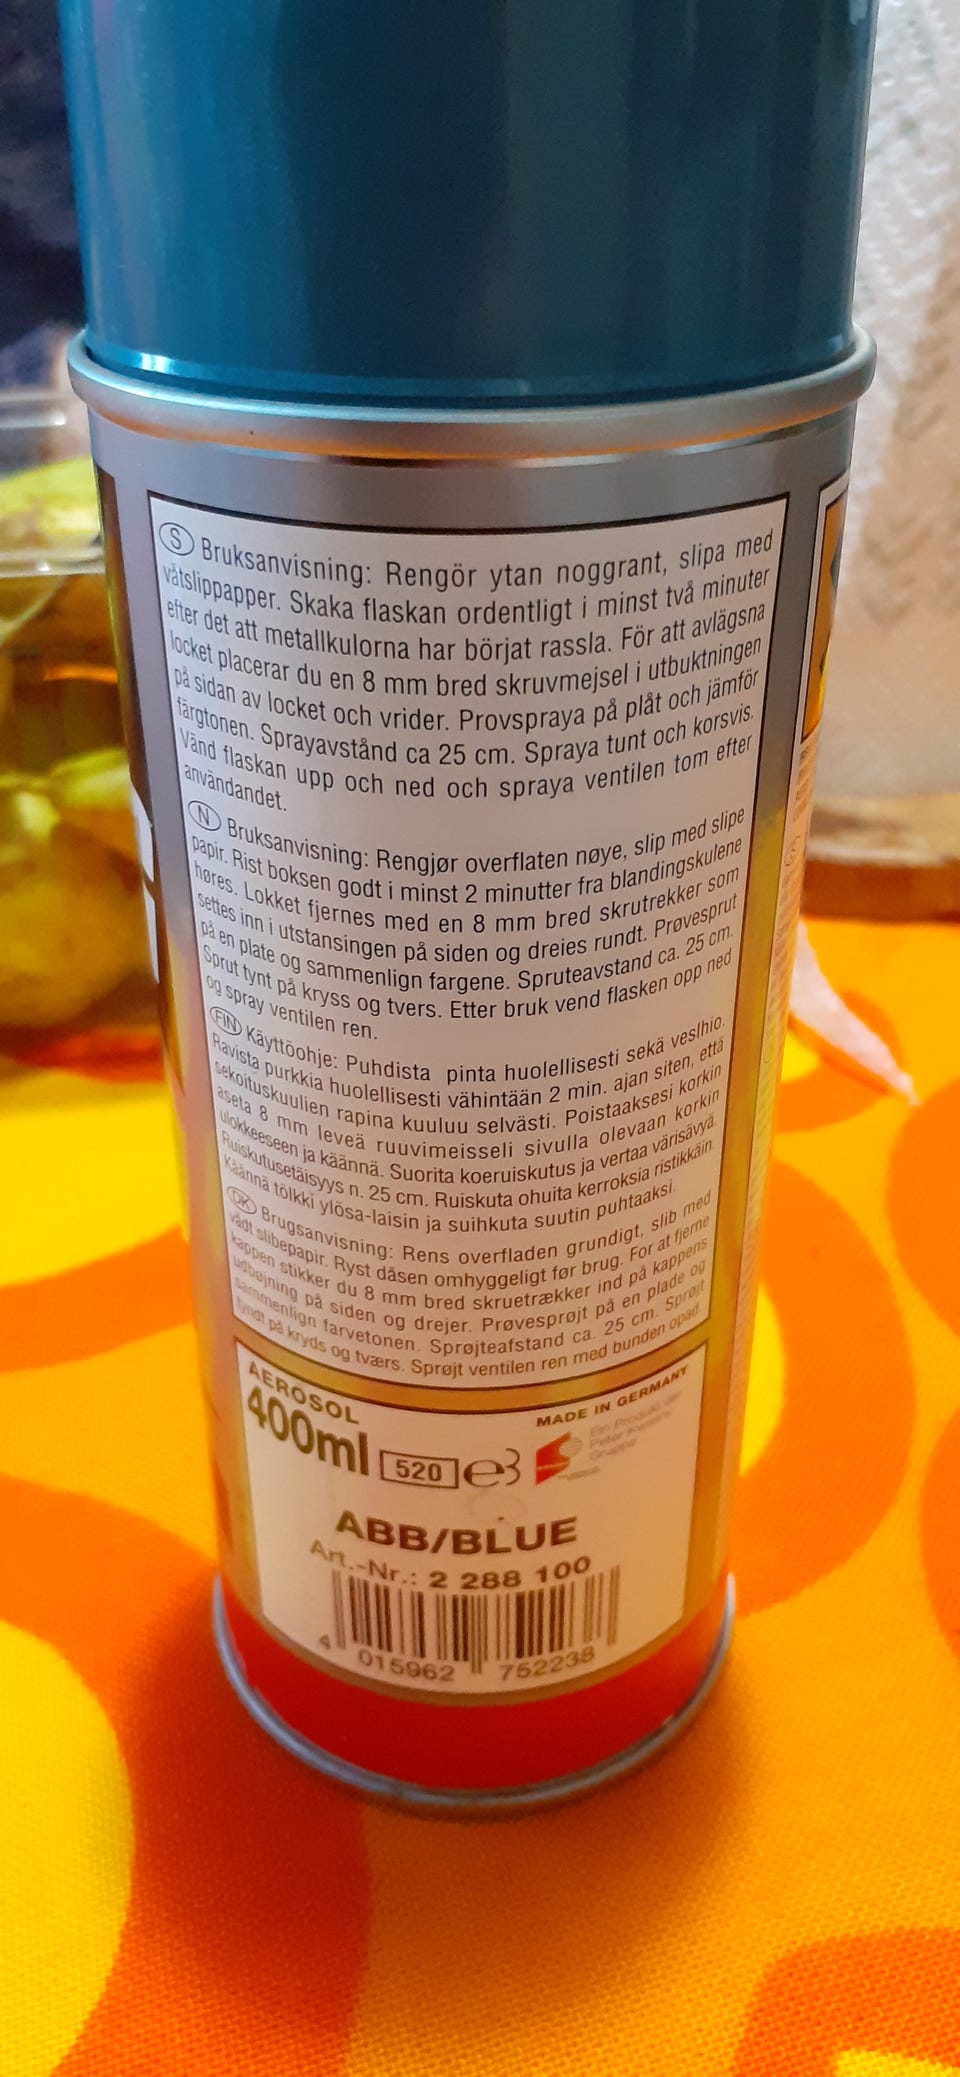 S Bruksanvisning: Rengör ytan noggrant, slipa med
våtslippapper. Skaka flaskan ordentligt i minst två minuter
efter det att metallkulorna har börjat rassla. För att avlägsna
locket placerar du en 8 mm bred skruvmejsel i utbuktningen
på sidan av locket och vrider. Provspraya på plåt och jämför
färgtonen. Sprayavstånd ca 25 cm. Spraya tunt och korsvis.
Vänd flaskan upp och ned och spraya ventilen tom efter
användandet.
N Bruksanvisning: Rengjør overflaten nøye, slip med slipe
papir. Rist boksen godt i minst 2 minutter fra blandingskulene
høres. Lokket fjernes med en 8 mm bred skrutrekker som
settes inn i utstansingen på siden og dreies rundt. Prøvesprut
på en plate og sammenlign fargene. Spruteavstand ca. 25 cm.
Sprut tynt på kryss og tvers. Etter bruk vend flasken opp ned
og spray ventilen ren.
FIN Käyttöohje: Puhdista pinta huolellisesti sekä veslhio.
Ravista purkkia huolellisesti vähintään 2 min. ajan siten, että
sekoituskuulien rapina kuuluu selvästi. Poistaaksesi korkin
aseta 8 mm leveä ruuvimeisseli sivulla olevaan korkin
ulokkeeseen ja käännä. Suorita koeruiskutus ja vertaa värisävyä.
Ruiskutusetäisyys n. 25 cm. Ruiskuta ohuita kerroksia ristikkäin.
Käännä tölkki ylösa-laisin ja suihkuta suutin puhtaaksi.
DK Brugsanvisning: Rens overfladen grundigt, slib med
vådt slibepapir. Ryst dåsen omhyggeligt før brug. For at fjerne
kappen stikker du 8 mm bred skruetrækker ind på kappens
udbøjning på siden og drejer. Prøvesprøjt på en plade og
sammenlign farvetonen. Sprøjteafstand ca. 25 cm. Sprøjt
tyndt på kryds og tværs. Sprøjt ventilen ren med bunden opad.
AEROSOL
400ml 520 e3
MADE IN GERMANY
Ein Produkt der
Peter Kwasny
Gruppe
ABB/BLUE
Art.-Nr.: 2 288 100
4 015962 752238